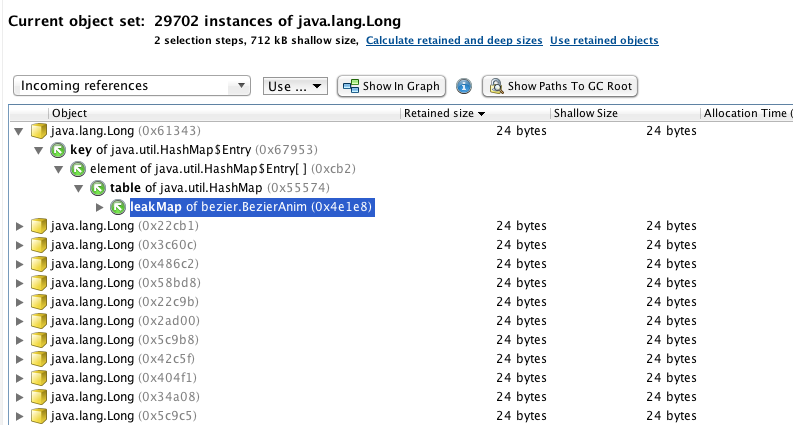 Current object set: 29702 instances of java.lang.Long
2 selection steps, 712 kB shallow size, Calculate retained and deep sizes Use retained objects
Incoming references Use ... Show In Graph Show Paths To GC Root
Object Retained size Shallow Size Allocation Time (
java.lang.Long (0x61343) 24 bytes 24 bytes
key of java.util.HashMap$Entry (0x67953)
element of java.util.HashMap$Entry[ ] (0xcb2)
table of java.util.HashMap (0x55574)
leakMap of bezier.BezierAnim (0x4e1e8)
java.lang.Long (0x22cb1) 24 bytes 24 bytes
java.lang.Long (0x3c60c) 24 bytes 24 bytes
java.lang.Long (0x486c2) 24 bytes 24 bytes
java.lang.Long (0x58bd8) 24 bytes 24 bytes
java.lang.Long (0x22c9b) 24 bytes 24 bytes
java.lang.Long (0x2ad00) 24 bytes 24 bytes
java.lang.Long (0x5c9b8) 24 bytes 24 bytes
java.lang.Long (0x42c5f) 24 bytes 24 bytes
java.lang.Long (0x404f1) 24 bytes 24 bytes
java.lang.Long (0x34a08) 24 bytes 24 bytes
java.lang.Long (0x5c9c5) 24 bytes 24 bytes